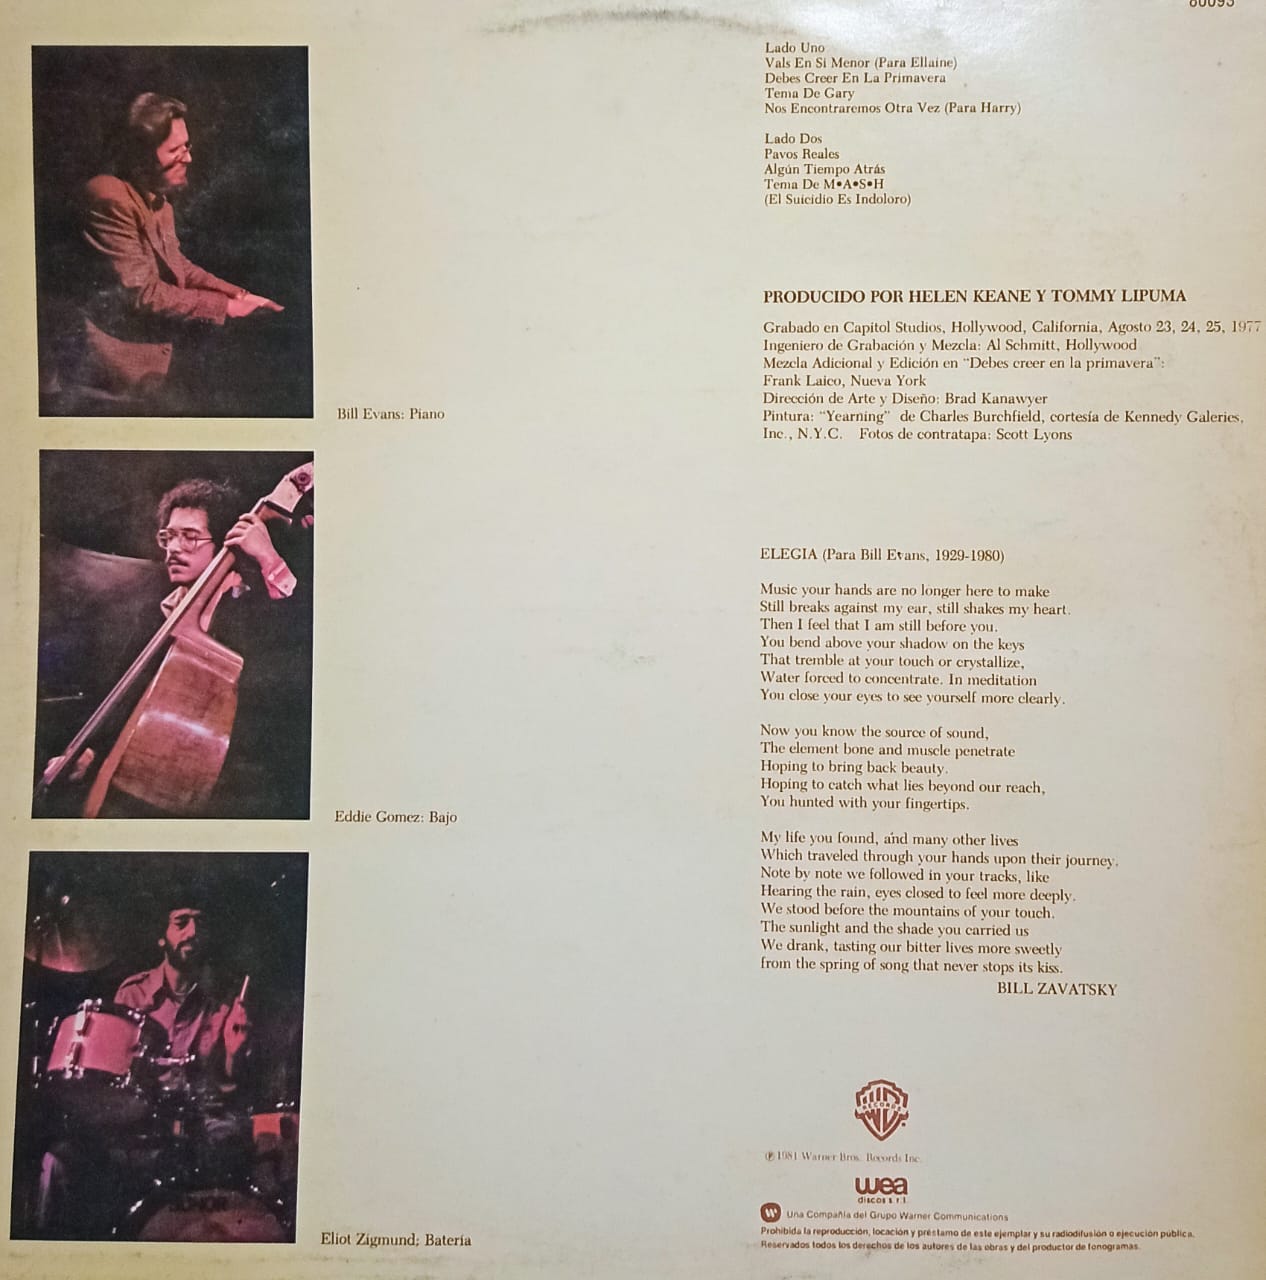 80093
Lado Uno
Vals En Si Menor (Para Ellaine)
Debes Creer En La Primavera
Tema De Gary
Nos Encontraremos Otra Vez (Para Harry)
Lado Dos
Pavos Reales
Algún Tiempo Atrás
Tema De M•A•S•H
(El Suicidio Es Indoloro)
PRODUCIDO POR HELEN KEANE Y TOMMY LIPUMA
Grabado en Capitol Studios, Hollywood, California, Agosto 23, 24, 25, 1977
Ingeniero de Grabación y Mezcla: Al Schmitt, Hollywood
Mezcla Adicional y Edición en "Debes creer en la primavera":
Frank Laico, Nueva York
Dirección de Arte y Diseño: Brad Kanawyer
Pintura: "Yearning" de Charles Burchfield, cortesía de Kennedy Galeries,
Inc., N.Y.C. Fotos de contratapa: Scott Lyons
Bill Evans: Piano
Eddie Gomez: Bajo
Eliot Zigmund; Batería
ELEGIA (Para Bill Evans, 1929-1980)
Music your hands are no longer here to make
Still breaks against my ear, still shakes my heart.
Then I feel that I am still before you.
You bend above your shadow on the keys
That tremble at your touch or crystallize,
Water forced to concentrate. In meditation
You close your eyes to see yourself more clearly.
Now you know the source of sound,
The element bone and muscle penetrate
Hoping to bring back beauty.
Hoping to catch what lies beyond our reach,
You hunted with your fingertips.
My life you found, and many other lives
Which traveled through your hands upon their journey.
Note by note we followed in your tracks, like
Hearing the rain, eyes closed to feel more deeply.
We stood before the mountains of your touch.
The sunlight and the shade you carried us
We drank, tasting our bitter lives more sweetly
from the spring of song that never stops its kiss.
BILL ZAVATSKY
RECORDS
℗ 1981 Warner Bros. Records Inc.
wea
discos s.r.l.
Una Compañía del Grupo Warner Communications
Prohibida la reproducción, locación y préstamo de este ejemplar y su radiodifusión o ejecución pública.
Reservados todos los derechos de los autores de las obras y del productor de fonogramas.